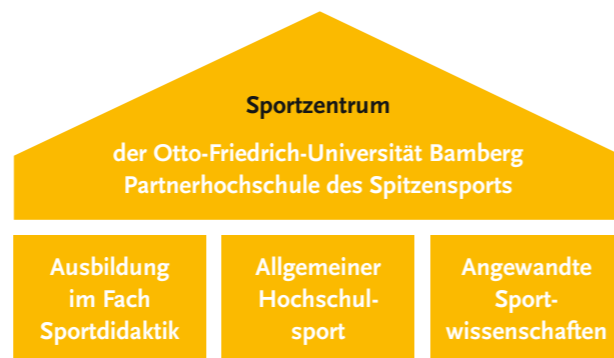 Sportzentrum
der Otto-Friedrich-Universität Bamberg
Partnerhochschule des Spitzensports
Ausbildung
im Fach
Sportdidaktik
Allgemeiner
Hochschul-
sport
Angewandte
Sport-
wissenschaften